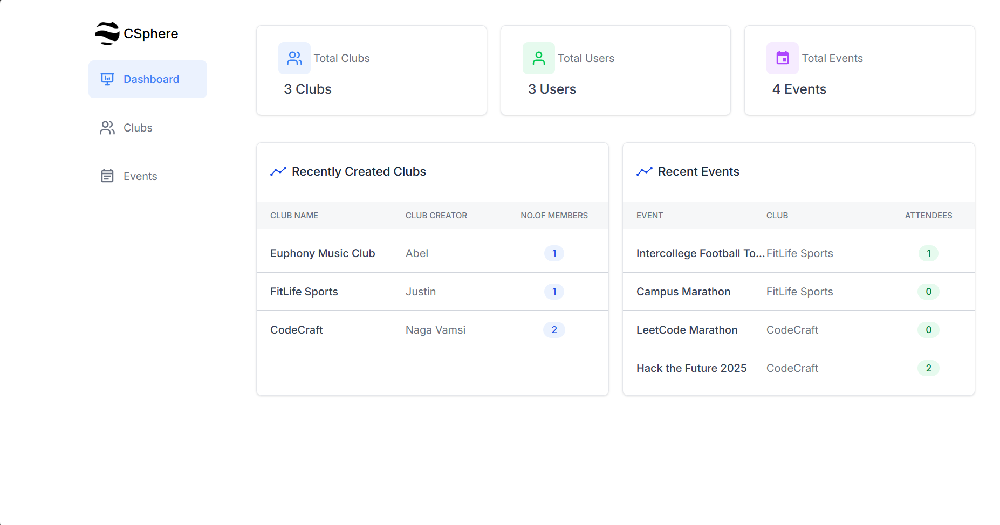 CSphere
Dashboard
Clubs
Events
Total Clubs
3 Clubs
Total Users
3 Users
Total Events
4 Events
Recently Created Clubs
CLUB NAME CLUB CREATOR NO.OF MEMBERS
Euphony Music Club Abel 1
FitLife Sports Justin 1
CodeCraft Naga Vamsi 2
Recent Events
EVENT CLUB ATTENDEES
Intercollege Football To... FitLife Sports 1
Campus Marathon FitLife Sports 0
LeetCode Marathon CodeCraft 0
Hack the Future 2025 CodeCraft 2